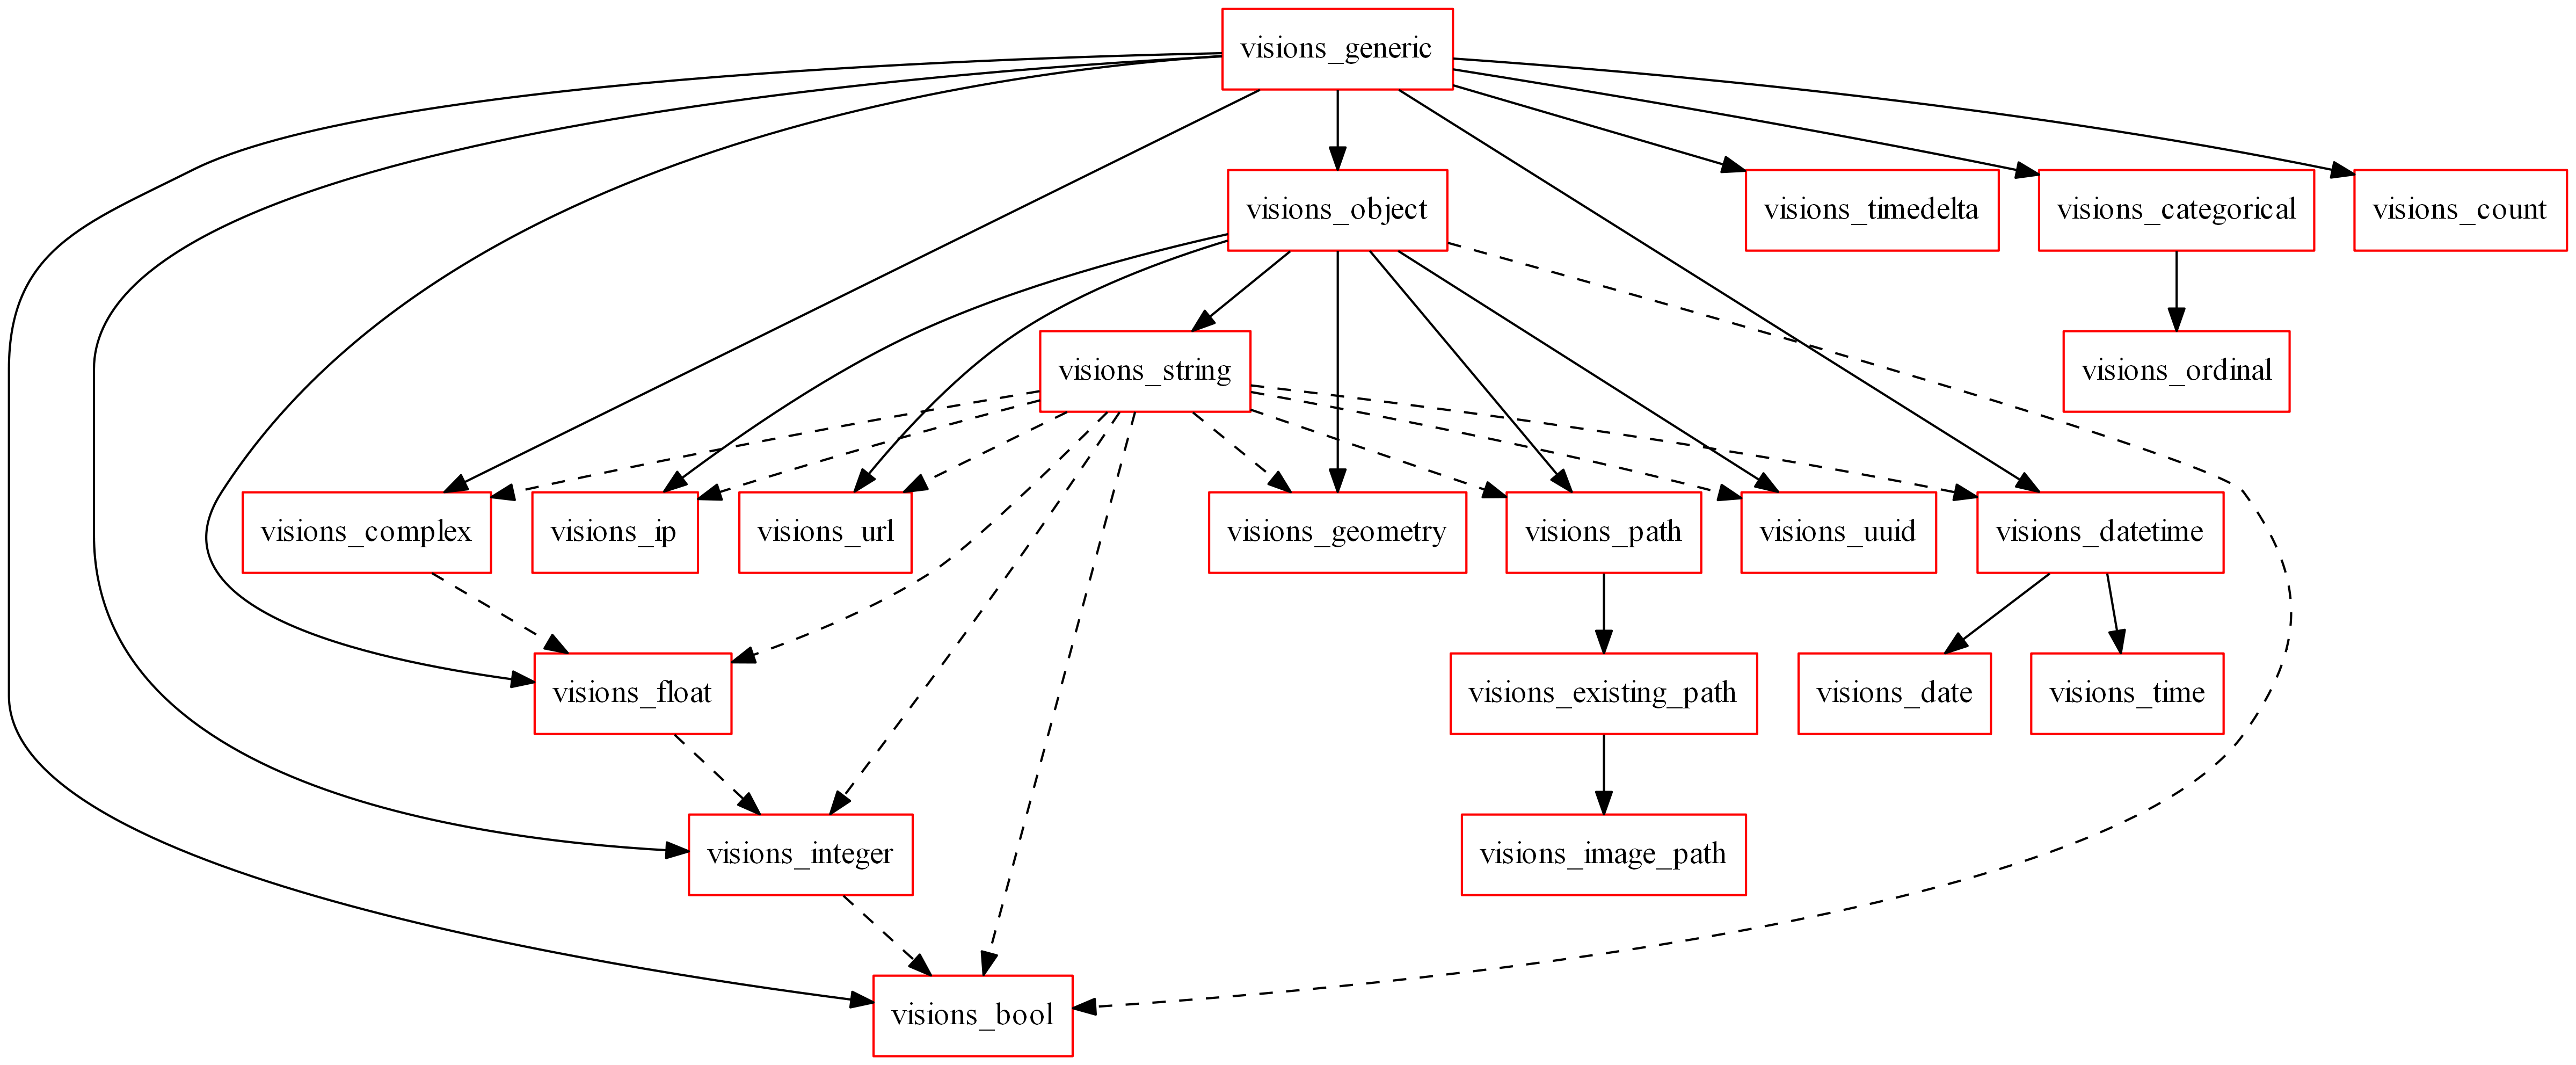 visions_generic
visions_object
visions_timedelta
visions_categorical
visions_count
visions_string
visions_ordinal
visions_complex
visions_ip
visions_url
visions_geometry
visions_path
visions_uuid
visions_datetime
visions_float
visions_existing_path
visions_date
visions_time
visions_integer
visions_image_path
visions_bool